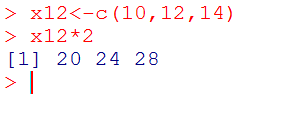 > x12<-c(10,12,14)
> x12*2
[1] 20 24 28
>